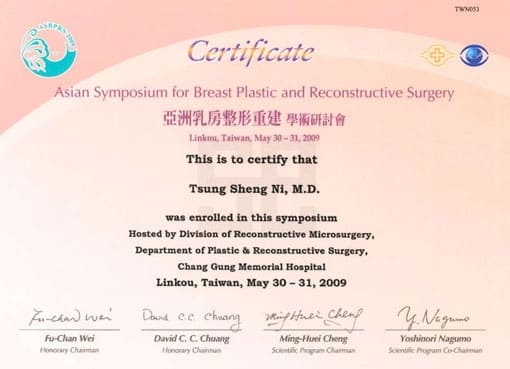 TWN053
ASBPRS 2009
Certificate
Asian Symposium for Breast Plastic and Reconstructive Surgery
亞洲乳房整形重建 學術研討會
Linkou, Taiwan, May 30 – 31, 2009
This is to certify that
Tsung Sheng Ni, M.D.
was enrolled in this symposium
Hosted by Division of Reconstructive Microsurgery,
Department of Plastic & Reconstructive Surgery,
Chang Gung Memorial Hospital
Linkou, Taiwan, May 30 – 31, 2009
Fu-chan Wei David C.C. Chuang Ming-Huei Cheng Y. Nagumo
Fu-Chan Wei David C. C. Chuang Ming-Huei Cheng Yoshinori Nagumo
Honorary Chairman Honorary Chairman Scientific Program Chairman Scientific Program Co-Chairman